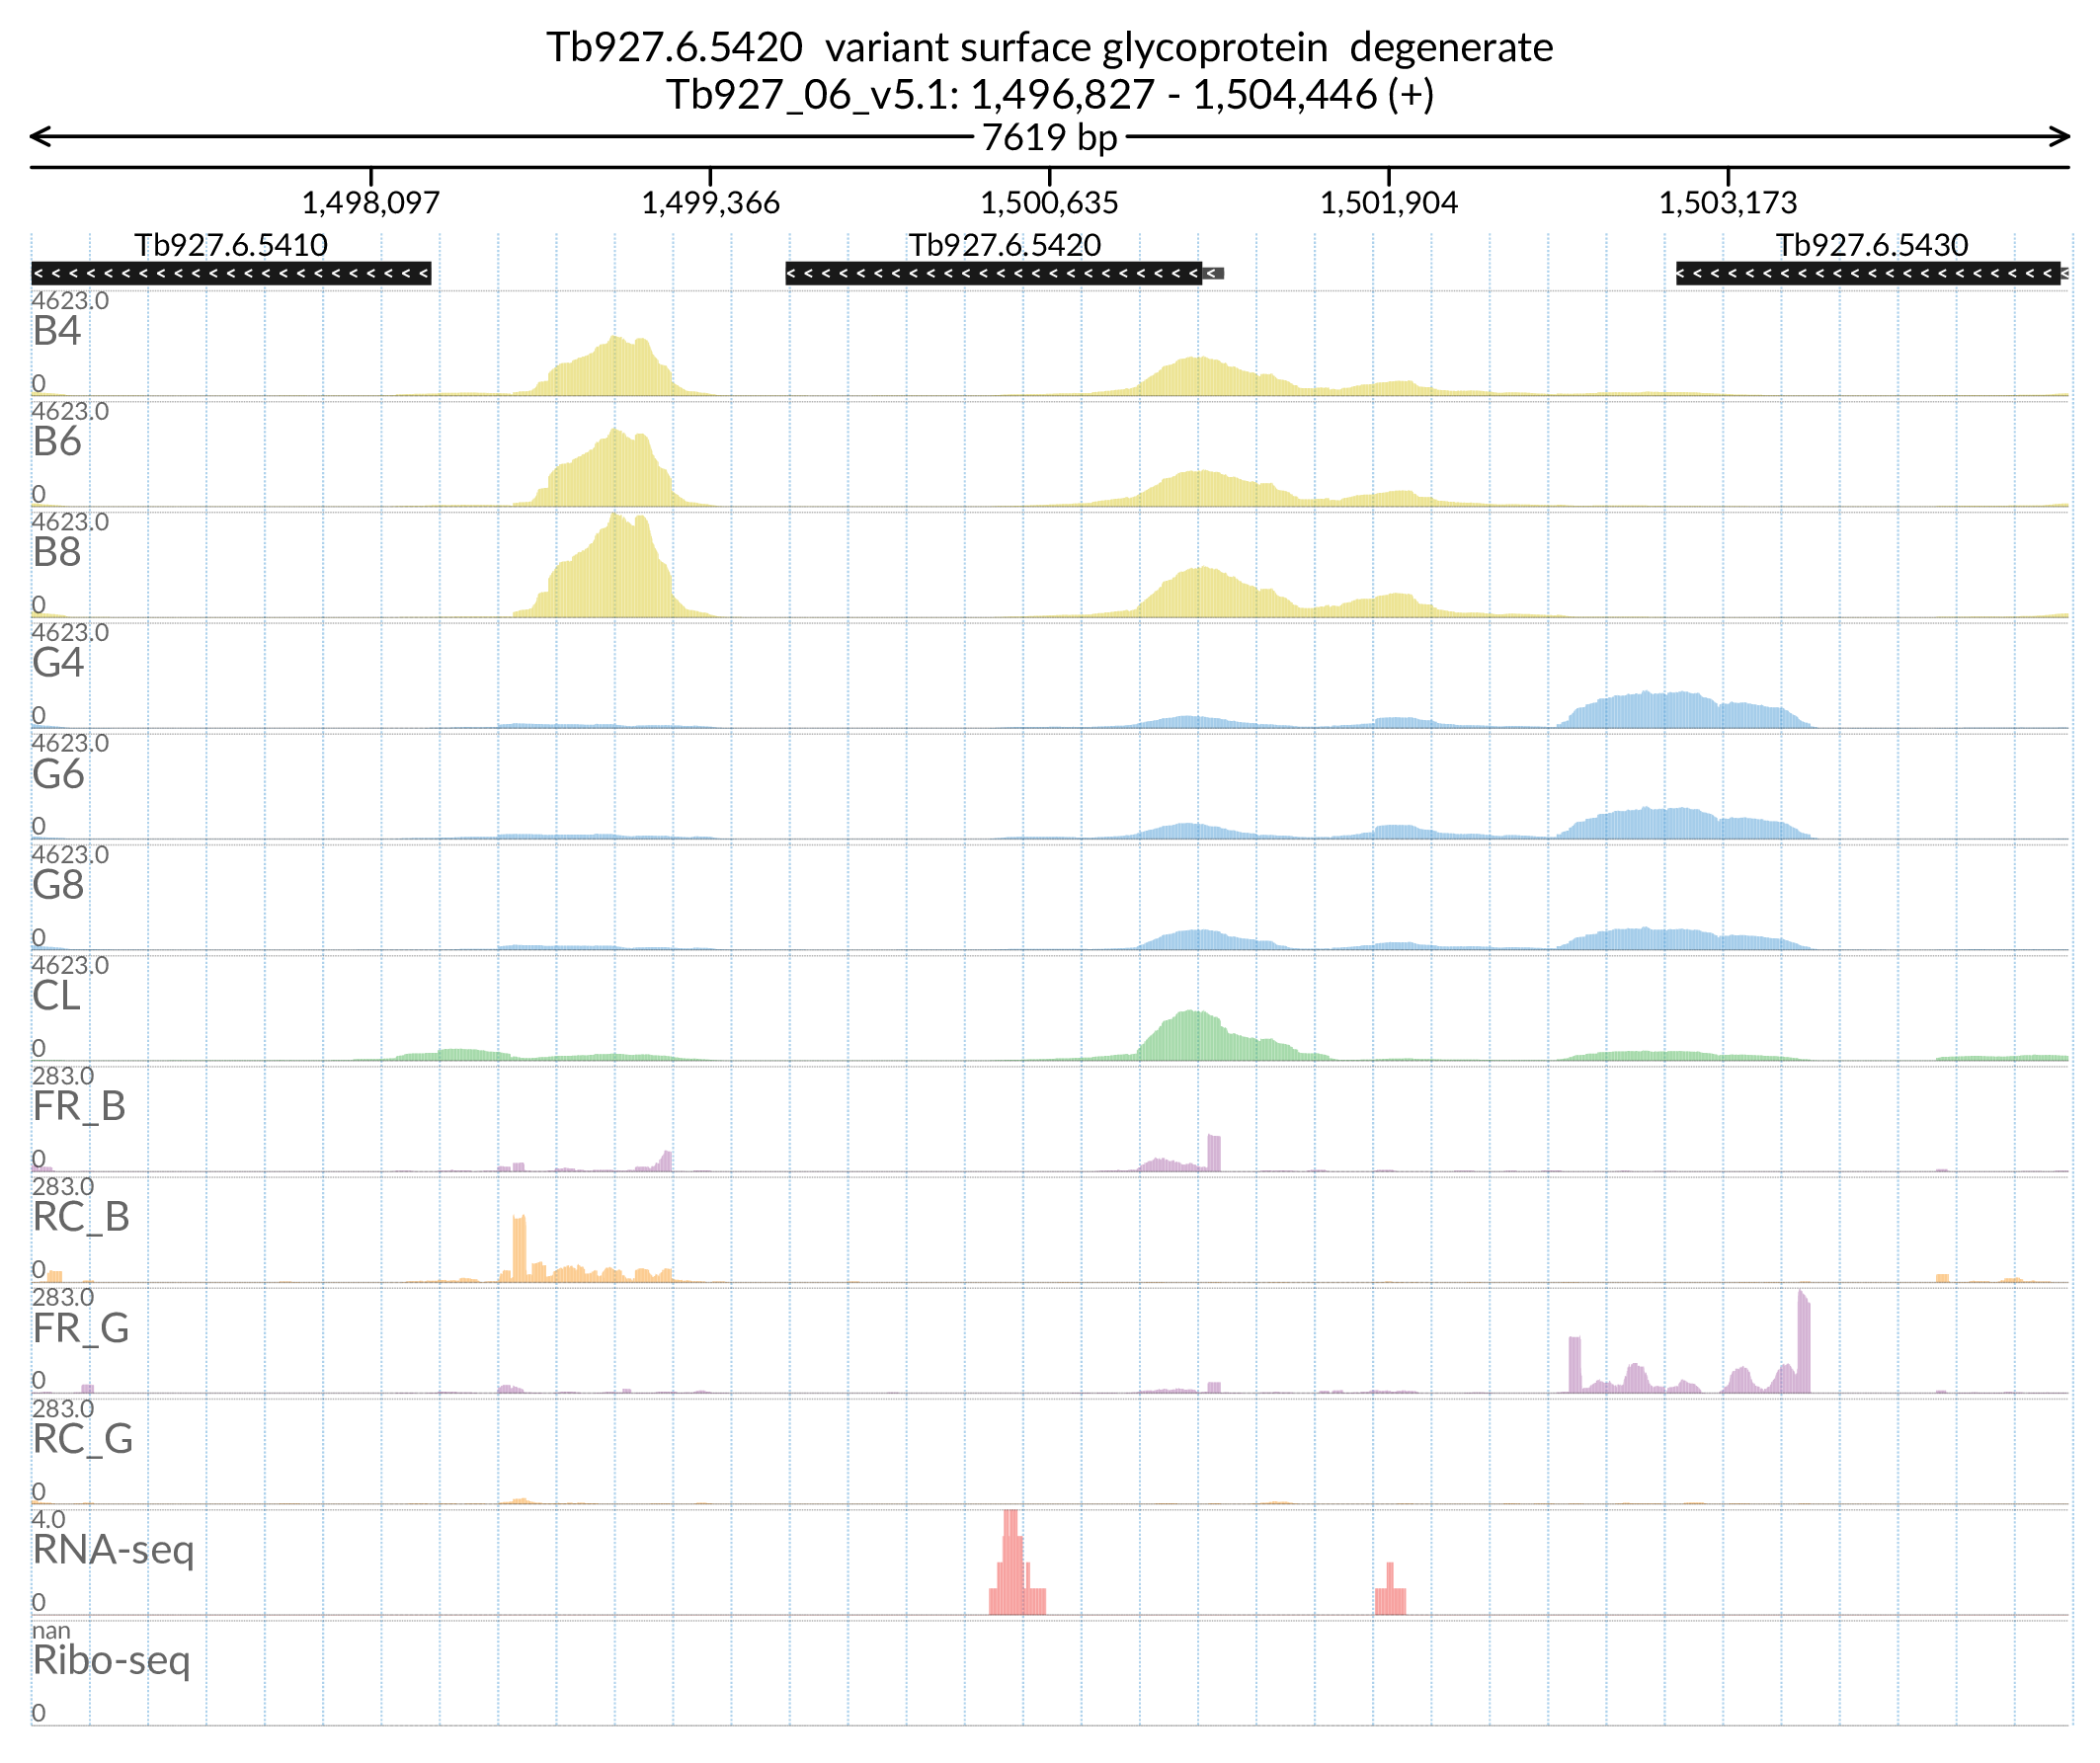 Tb927.6.5420  variant surface glycoprotein  degenerate
Tb927_06_v5.1: 1,496,827 - 1,504,446 (+)
7619 bp
1,498,097 1,499,366 1,500,635 1,501,904 1,503,173
Tb927.6.5410 Tb927.6.5420 Tb927.6.5430
4623.0
B4
0
4623.0
B6
0
4623.0
B8
0
4623.0
G4
0
4623.0
G6
0
4623.0
G8
0
4623.0
CL
0
283.0
FR_B
0
283.0
RC_B
0
283.0
FR_G
0
283.0
RC_G
0
4.0
RNA-seq
0
nan
Ribo-seq
0